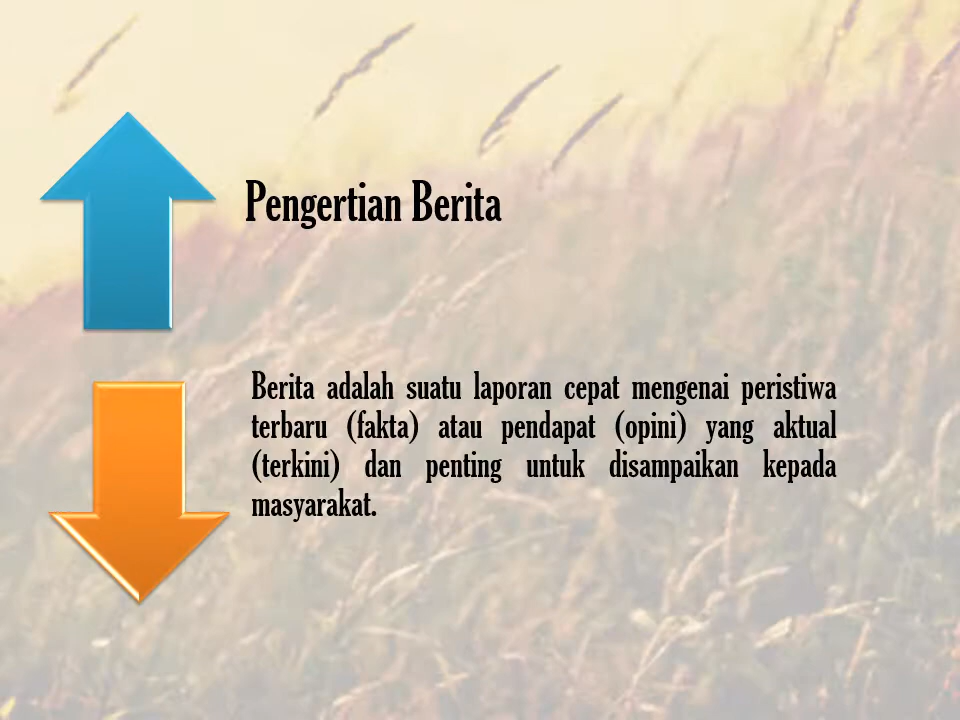 Pengertian Berita
Berita adalah suatu laporan cepat mengenai peristiwa
terbaru (fakta) atau pendapat (opini) yang aktual
(terkini) dan penting untuk disampaikan kepada
masyarakat.